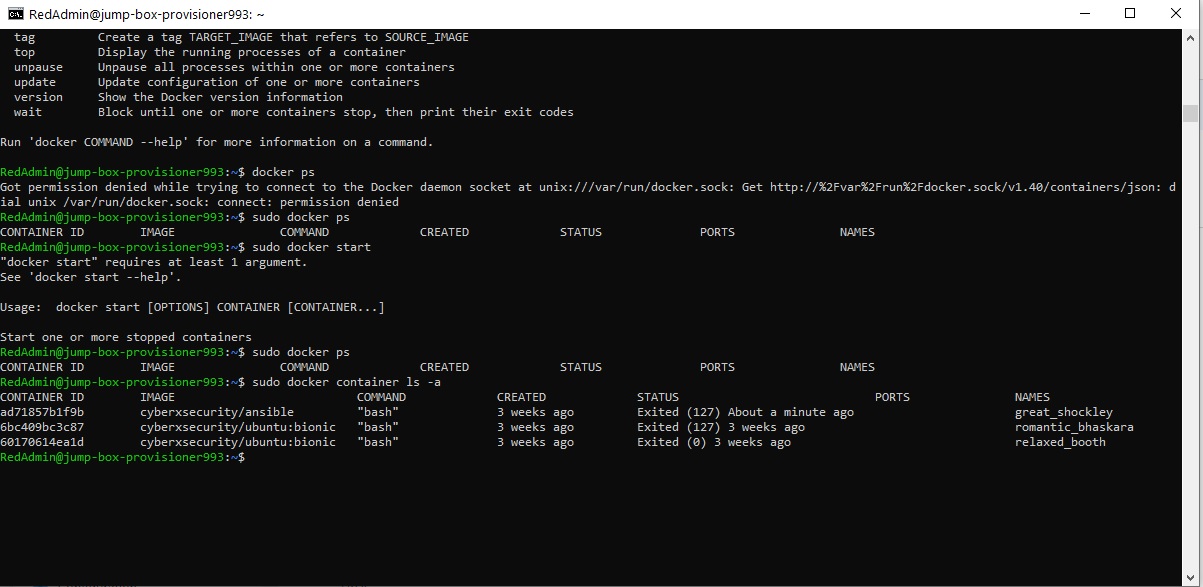 RedAdmin@jump-box-provisioner993: ~
tag Create a tag TARGET_IMAGE that refers to SOURCE_IMAGE
top Display the running processes of a container
unpause Unpause all processes within one or more containers
update Update configuration of one or more containers
version Show the Docker version information
wait Block until one or more containers stop, then print their exit codes
Run 'docker COMMAND --help' for more information on a command.
RedAdmin@jump-box-provisioner993:~$ docker ps
Got permission denied while trying to connect to the Docker daemon socket at unix:///var/run/docker.sock: Get http://%2Fvar%2Frun%2Fdocker.sock/v1.40/containers/json: d
ial unix /var/run/docker.sock: connect: permission denied
RedAdmin@jump-box-provisioner993:~$ sudo docker ps
CONTAINER ID IMAGE COMMAND CREATED STATUS PORTS NAMES
RedAdmin@jump-box-provisioner993:~$ sudo docker start
"docker start" requires at least 1 argument.
See 'docker start --help'.
Usage: docker start [OPTIONS] CONTAINER [CONTAINER...]
Start one or more stopped containers
RedAdmin@jump-box-provisioner993:~$ sudo docker ps
CONTAINER ID IMAGE COMMAND CREATED STATUS PORTS NAMES
RedAdmin@jump-box-provisioner993:~$ sudo docker container ls -a
CONTAINER ID IMAGE COMMAND CREATED STATUS PORTS NAMES
ad71857b1f9b cyberxsecurity/ansible "bash" 3 weeks ago Exited (127) About a minute ago great_shockley
6bc409bc3c87 cyberxsecurity/ubuntu:bionic "bash" 3 weeks ago Exited (127) 3 weeks ago romantic_bhaskara
60170614ea1d cyberxsecurity/ubuntu:bionic "bash" 3 weeks ago Exited (0) 3 weeks ago relaxed_booth
RedAdmin@jump-box-provisioner993:~$